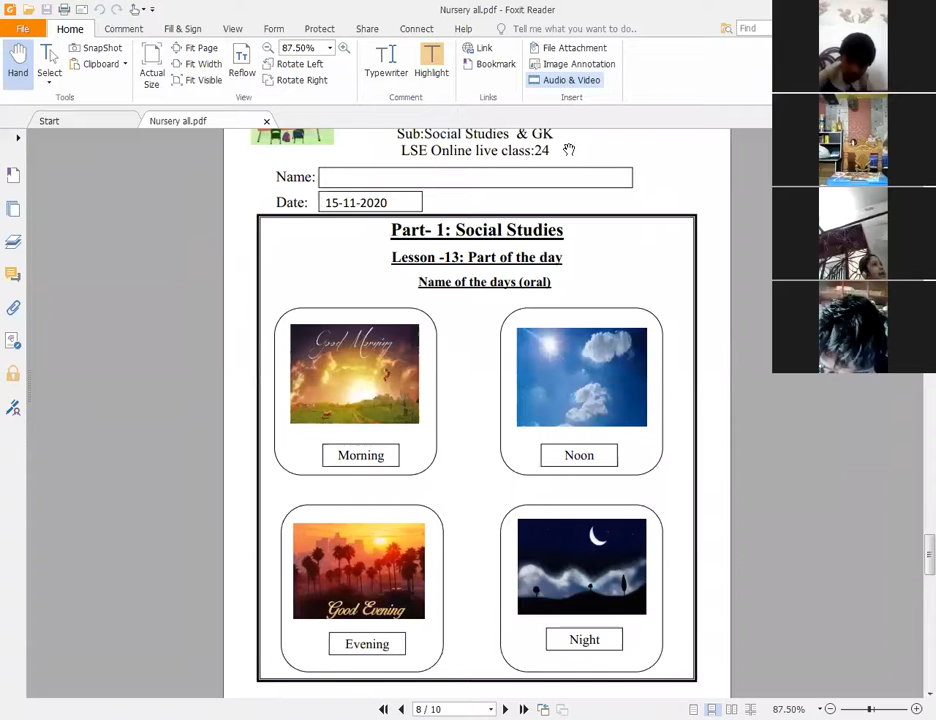 Nursery all.pdf - Foxit Reader
File Home Comment Fill & Sign View Form Protect Share Connect Help Tell me what you want to do.. Find
Hand Select SnapShot Clipboard Actual Size Fit Page Fit Width Fit Visible Reflow 87.50% Rotate Left Rotate Right Typewriter Highlight Link Bookmark File Attachment Image Annotation Audio & Video
Tools View Comment Links Insert
Start Nursery all.pdf
Sub:Social Studies & GK
LSE Online live class:24
Name:
Date: 15-11-2020
Part- 1: Social Studies
Lesson -13: Part of the day
Name of the days (oral)
Good Morning
Morning Noon
Good Evening
Evening Night
8 / 10 87.50%